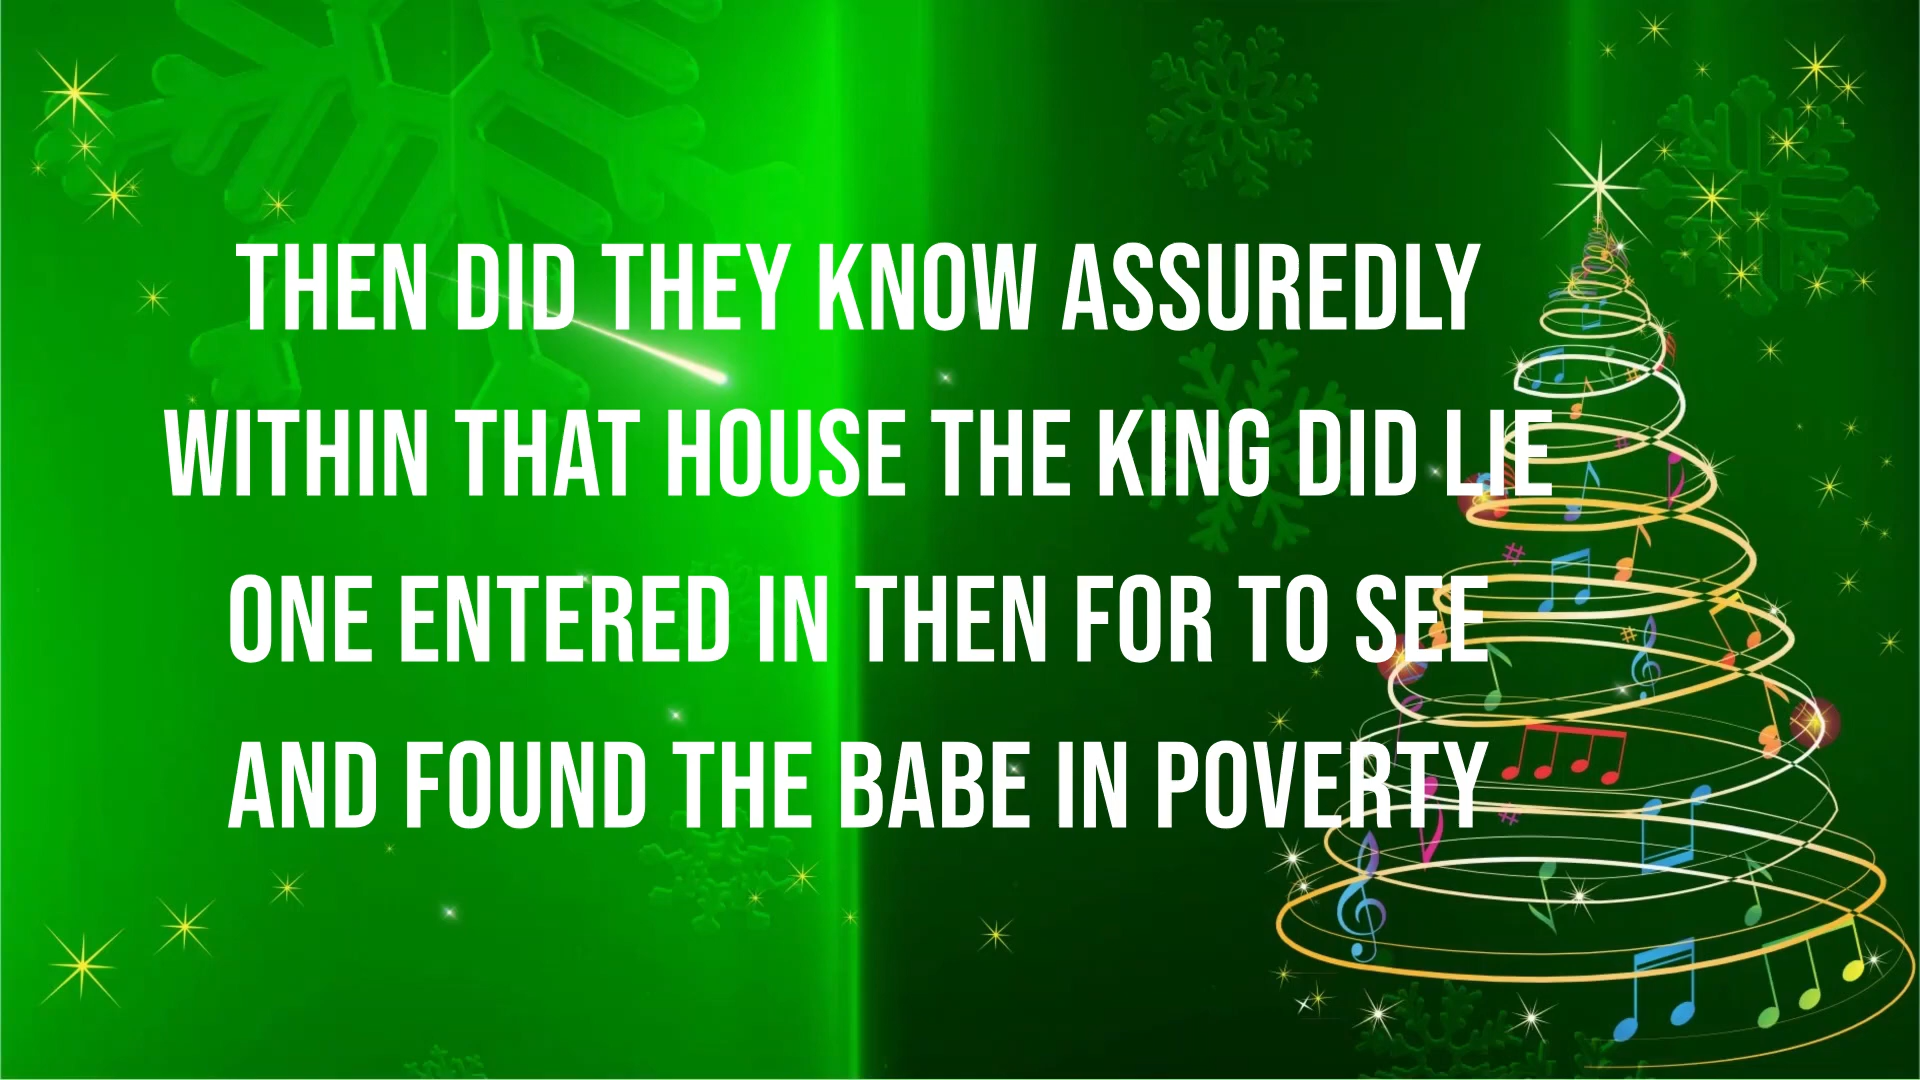 THEN DID THEY KNOW ASSUREDLY
WITHIN THAT HOUSE THE KING DID LIE
ONE ENTERED IN THEN FOR TO SEE
AND FOUND THE BABE IN POVERTY